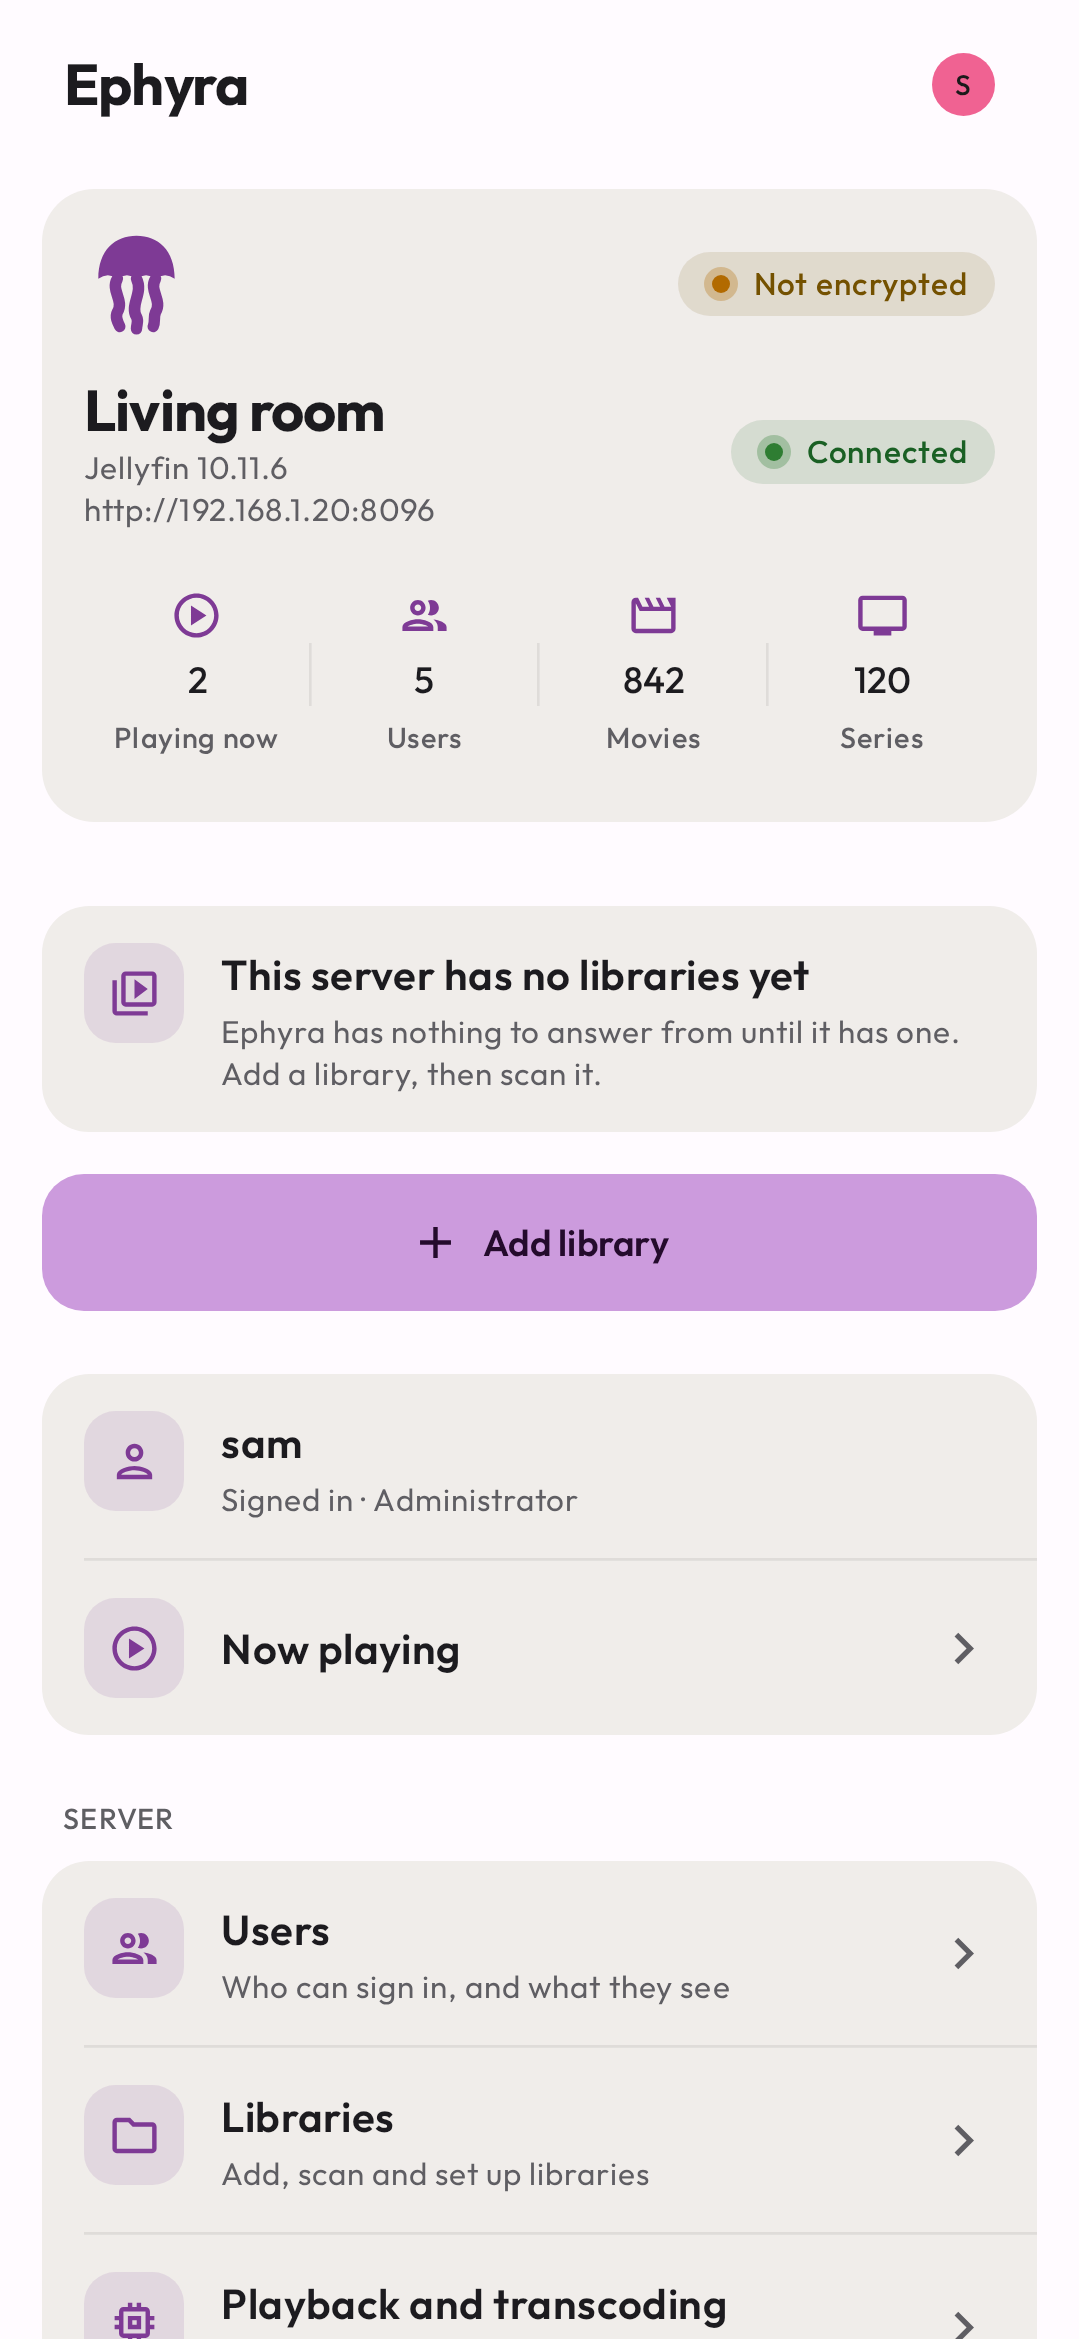 Ephyra
S
Not encrypted
Living room
Jellyfin 10.11.6
http://192.168.1.20:8096
Connected
2
5
842
120
Playing now
Users
Movies
Series
This server has no libraries yet
Ephyra has nothing to answer from until it has one.
Add a library, then scan it.
Add library
sam
Signed in · Administrator
Now playing
SERVER
Users
Who can sign in, and what they see
Libraries
Add, scan and set up libraries
Playback and transcoding